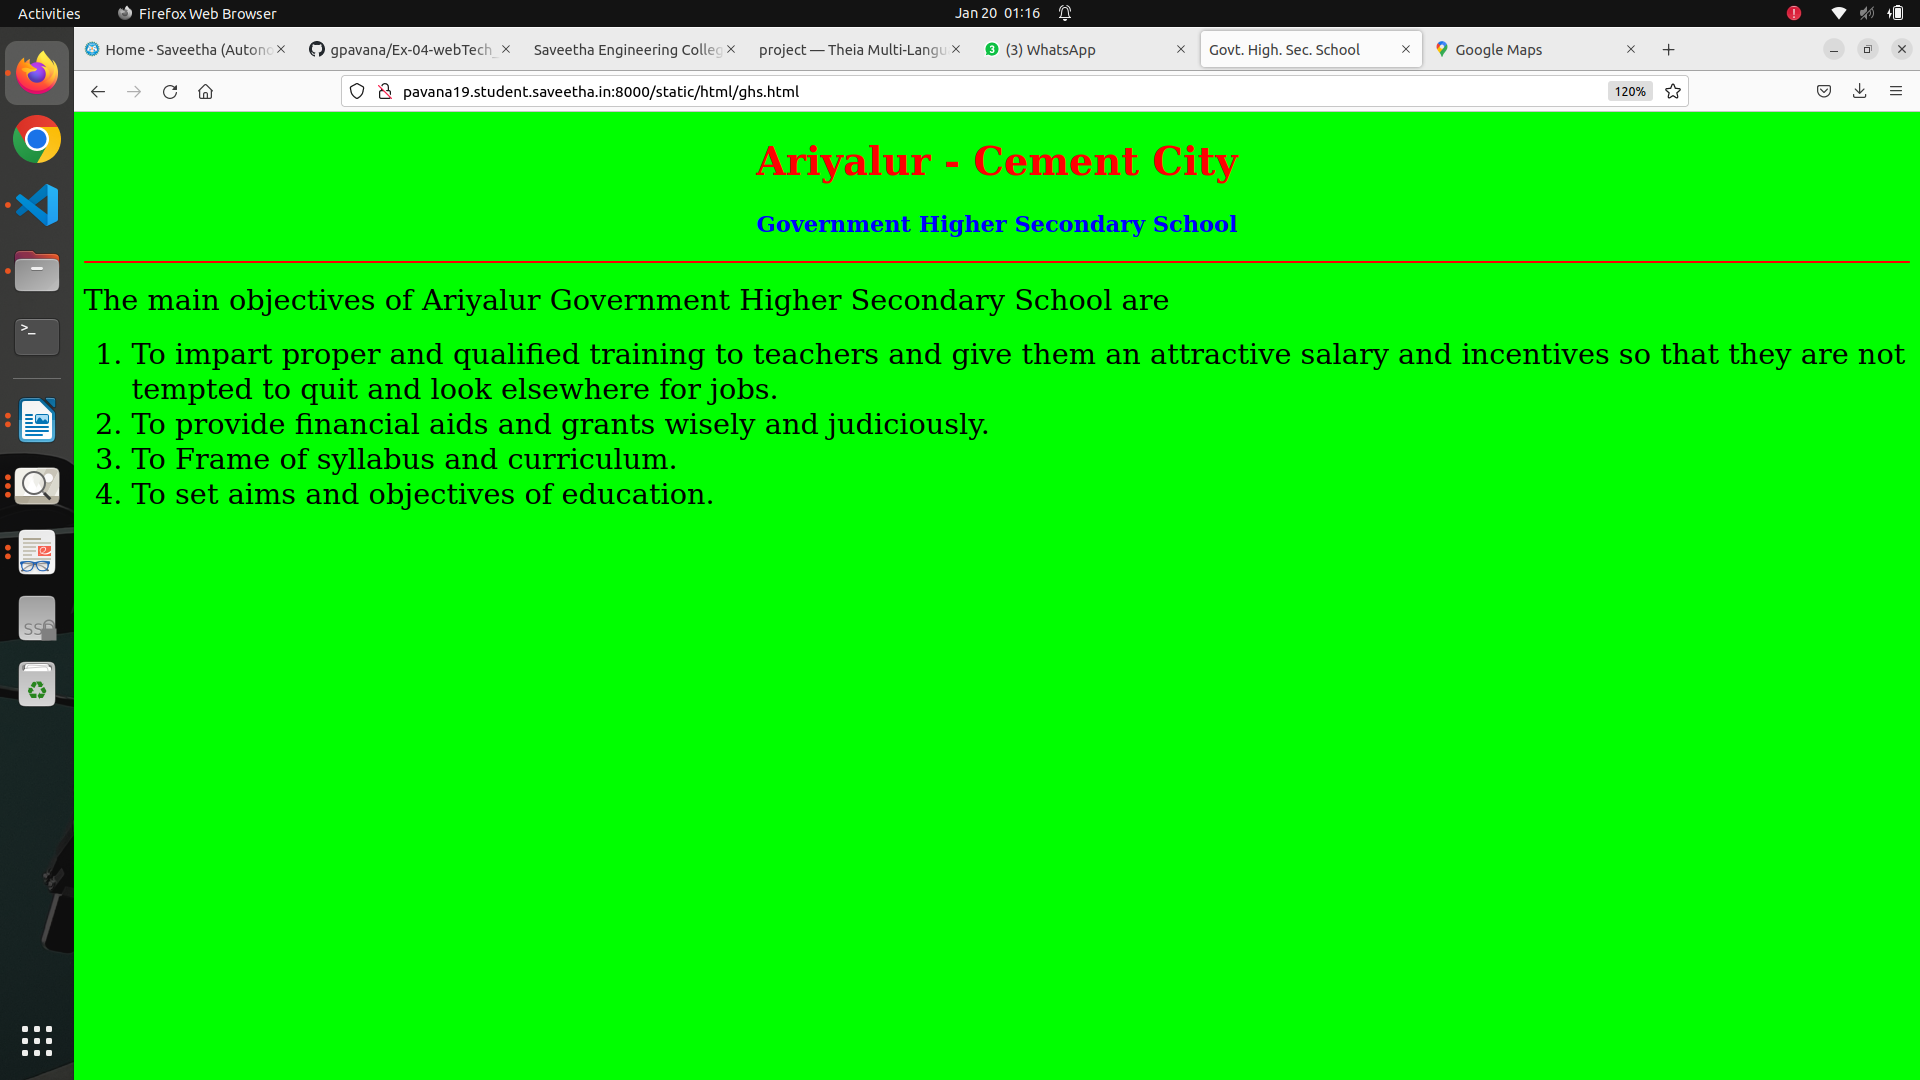 Activities Firefox Web Browser Jan 20 01:16
Home - Saveetha (Autono gpavana/Ex-04-webTech_ Saveetha Engineering Colleg project — Theia Multi-Langu (3) WhatsApp Govt. High. Sec. School Google Maps
pavana19.student.saveetha.in:8000/static/html/ghs.html 120%
Ariyalur - Cement City
Government Higher Secondary School
The main objectives of Ariyalur Government Higher Secondary School are
1. To impart proper and qualified training to teachers and give them an attractive salary and incentives so that they are not
tempted to quit and look elsewhere for jobs.
2. To provide financial aids and grants wisely and judiciously.
3. To Frame of syllabus and curriculum.
4. To set aims and objectives of education.